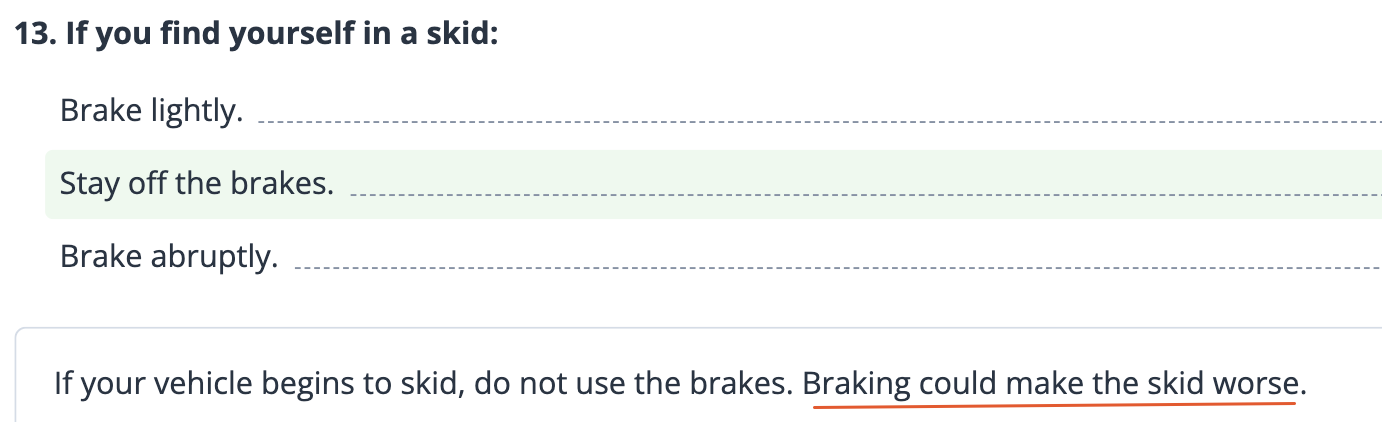 13. If you find yourself in a skid:
Brake lightly.
Stay off the brakes.
Brake abruptly.
If your vehicle begins to skid, do not use the brakes. Braking could make the skid worse.